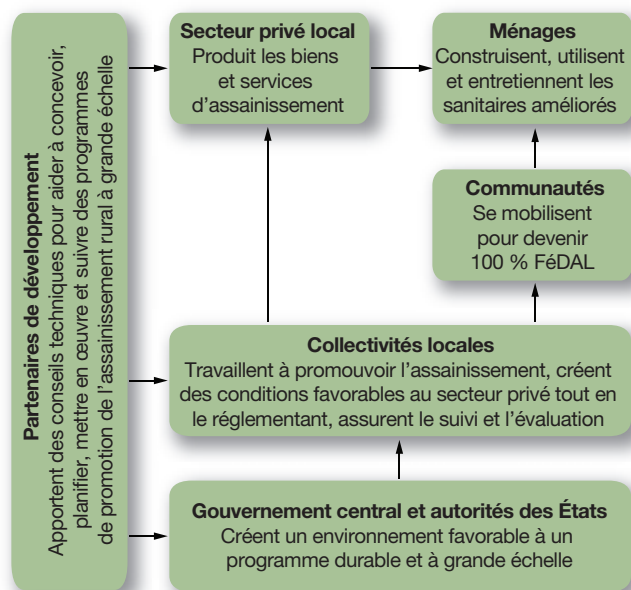 Partenaires de développement
Apportent des conseils techniques pour aider à concevoir,
planifier, mettre en œuvre et suivre des programmes
de promotion de l’assainissement rural à grande échelle
Secteur privé local
Produit les biens
et services
d’assainissement
Ménages
Construisent, utilisent
et entretiennent les
sanitaires améliorés
Communautés
Se mobilisent
pour devenir
100 % FéDAL
Collectivités locales
Travaillent à promouvoir l’assainissement, créent
des conditions favorables au secteur privé tout en
le réglementant, assurent le suivi et l’évaluation
Gouvernement central et autorités des États
Créent un environnement favorable à un
programme durable et à grande échelle